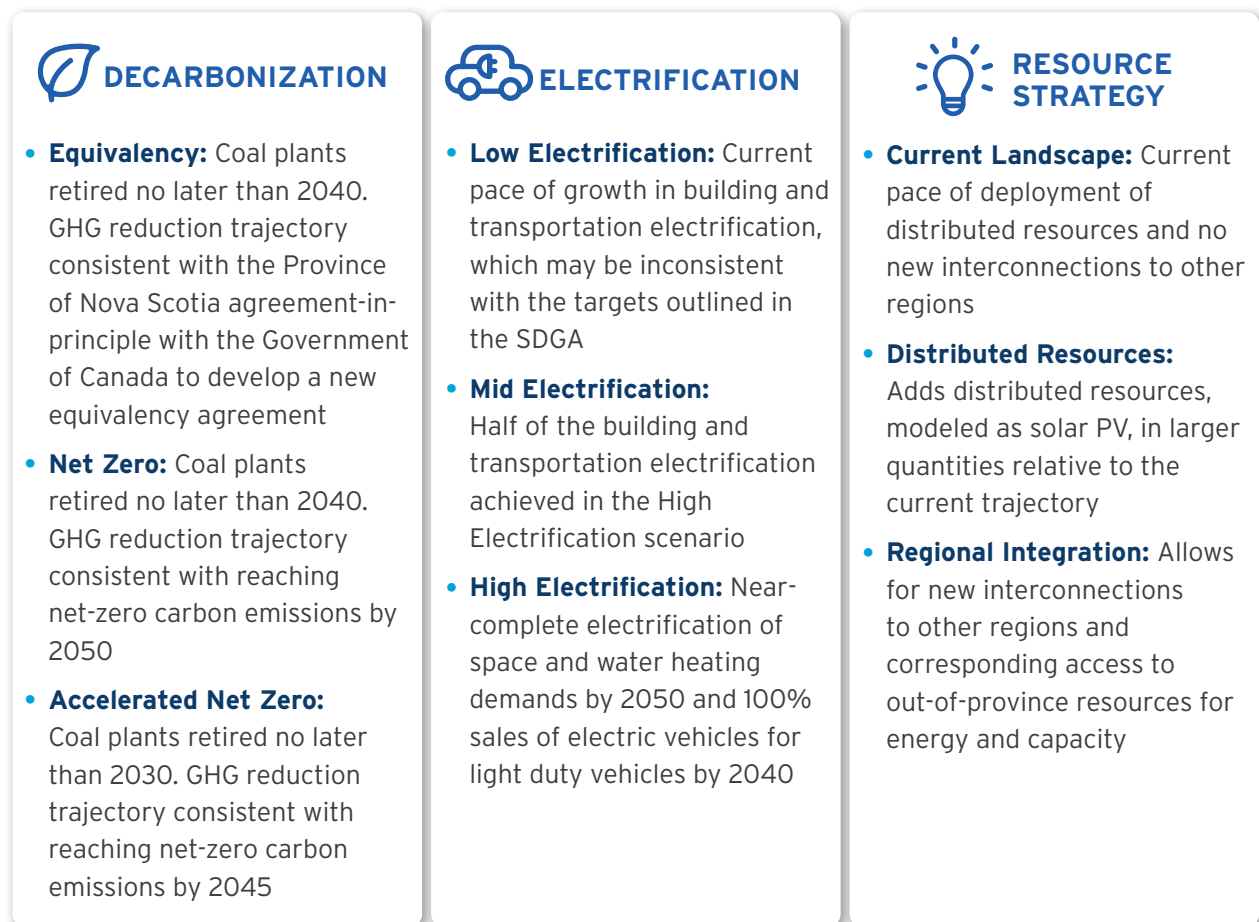 DECARBONIZATION
• Equivalency: Coal plants
retired no later than 2040.
GHG reduction trajectory
consistent with the Province
of Nova Scotia agreement-in-
principle with the Government
of Canada to develop a new
equivalency agreement
• Net Zero: Coal plants
retired no later than 2040.
GHG reduction trajectory
consistent with reaching
net-zero carbon emissions by
2050
• Accelerated Net Zero:
Coal plants retired no later
than 2030. GHG reduction
trajectory consistent with
reaching net-zero carbon
emissions by 2045
ELECTRIFICATION
• Low Electrification: Current
pace of growth in building and
transportation electrification,
which may be inconsistent
with the targets outlined in
the SDGA
• Mid Electrification:
Half of the building and
transportation electrification
achieved in the High
Electrification scenario
• High Electrification: Near-
complete electrification of
space and water heating
demands by 2050 and 100%
sales of electric vehicles for
light duty vehicles by 2040
RESOURCE
STRATEGY
• Current Landscape: Current
pace of deployment of
distributed resources and no
new interconnections to other
regions
• Distributed Resources:
Adds distributed resources,
modeled as solar PV, in larger
quantities relative to the
current trajectory
• Regional Integration: Allows
for new interconnections
to other regions and
corresponding access to
out-of-province resources for
energy and capacity